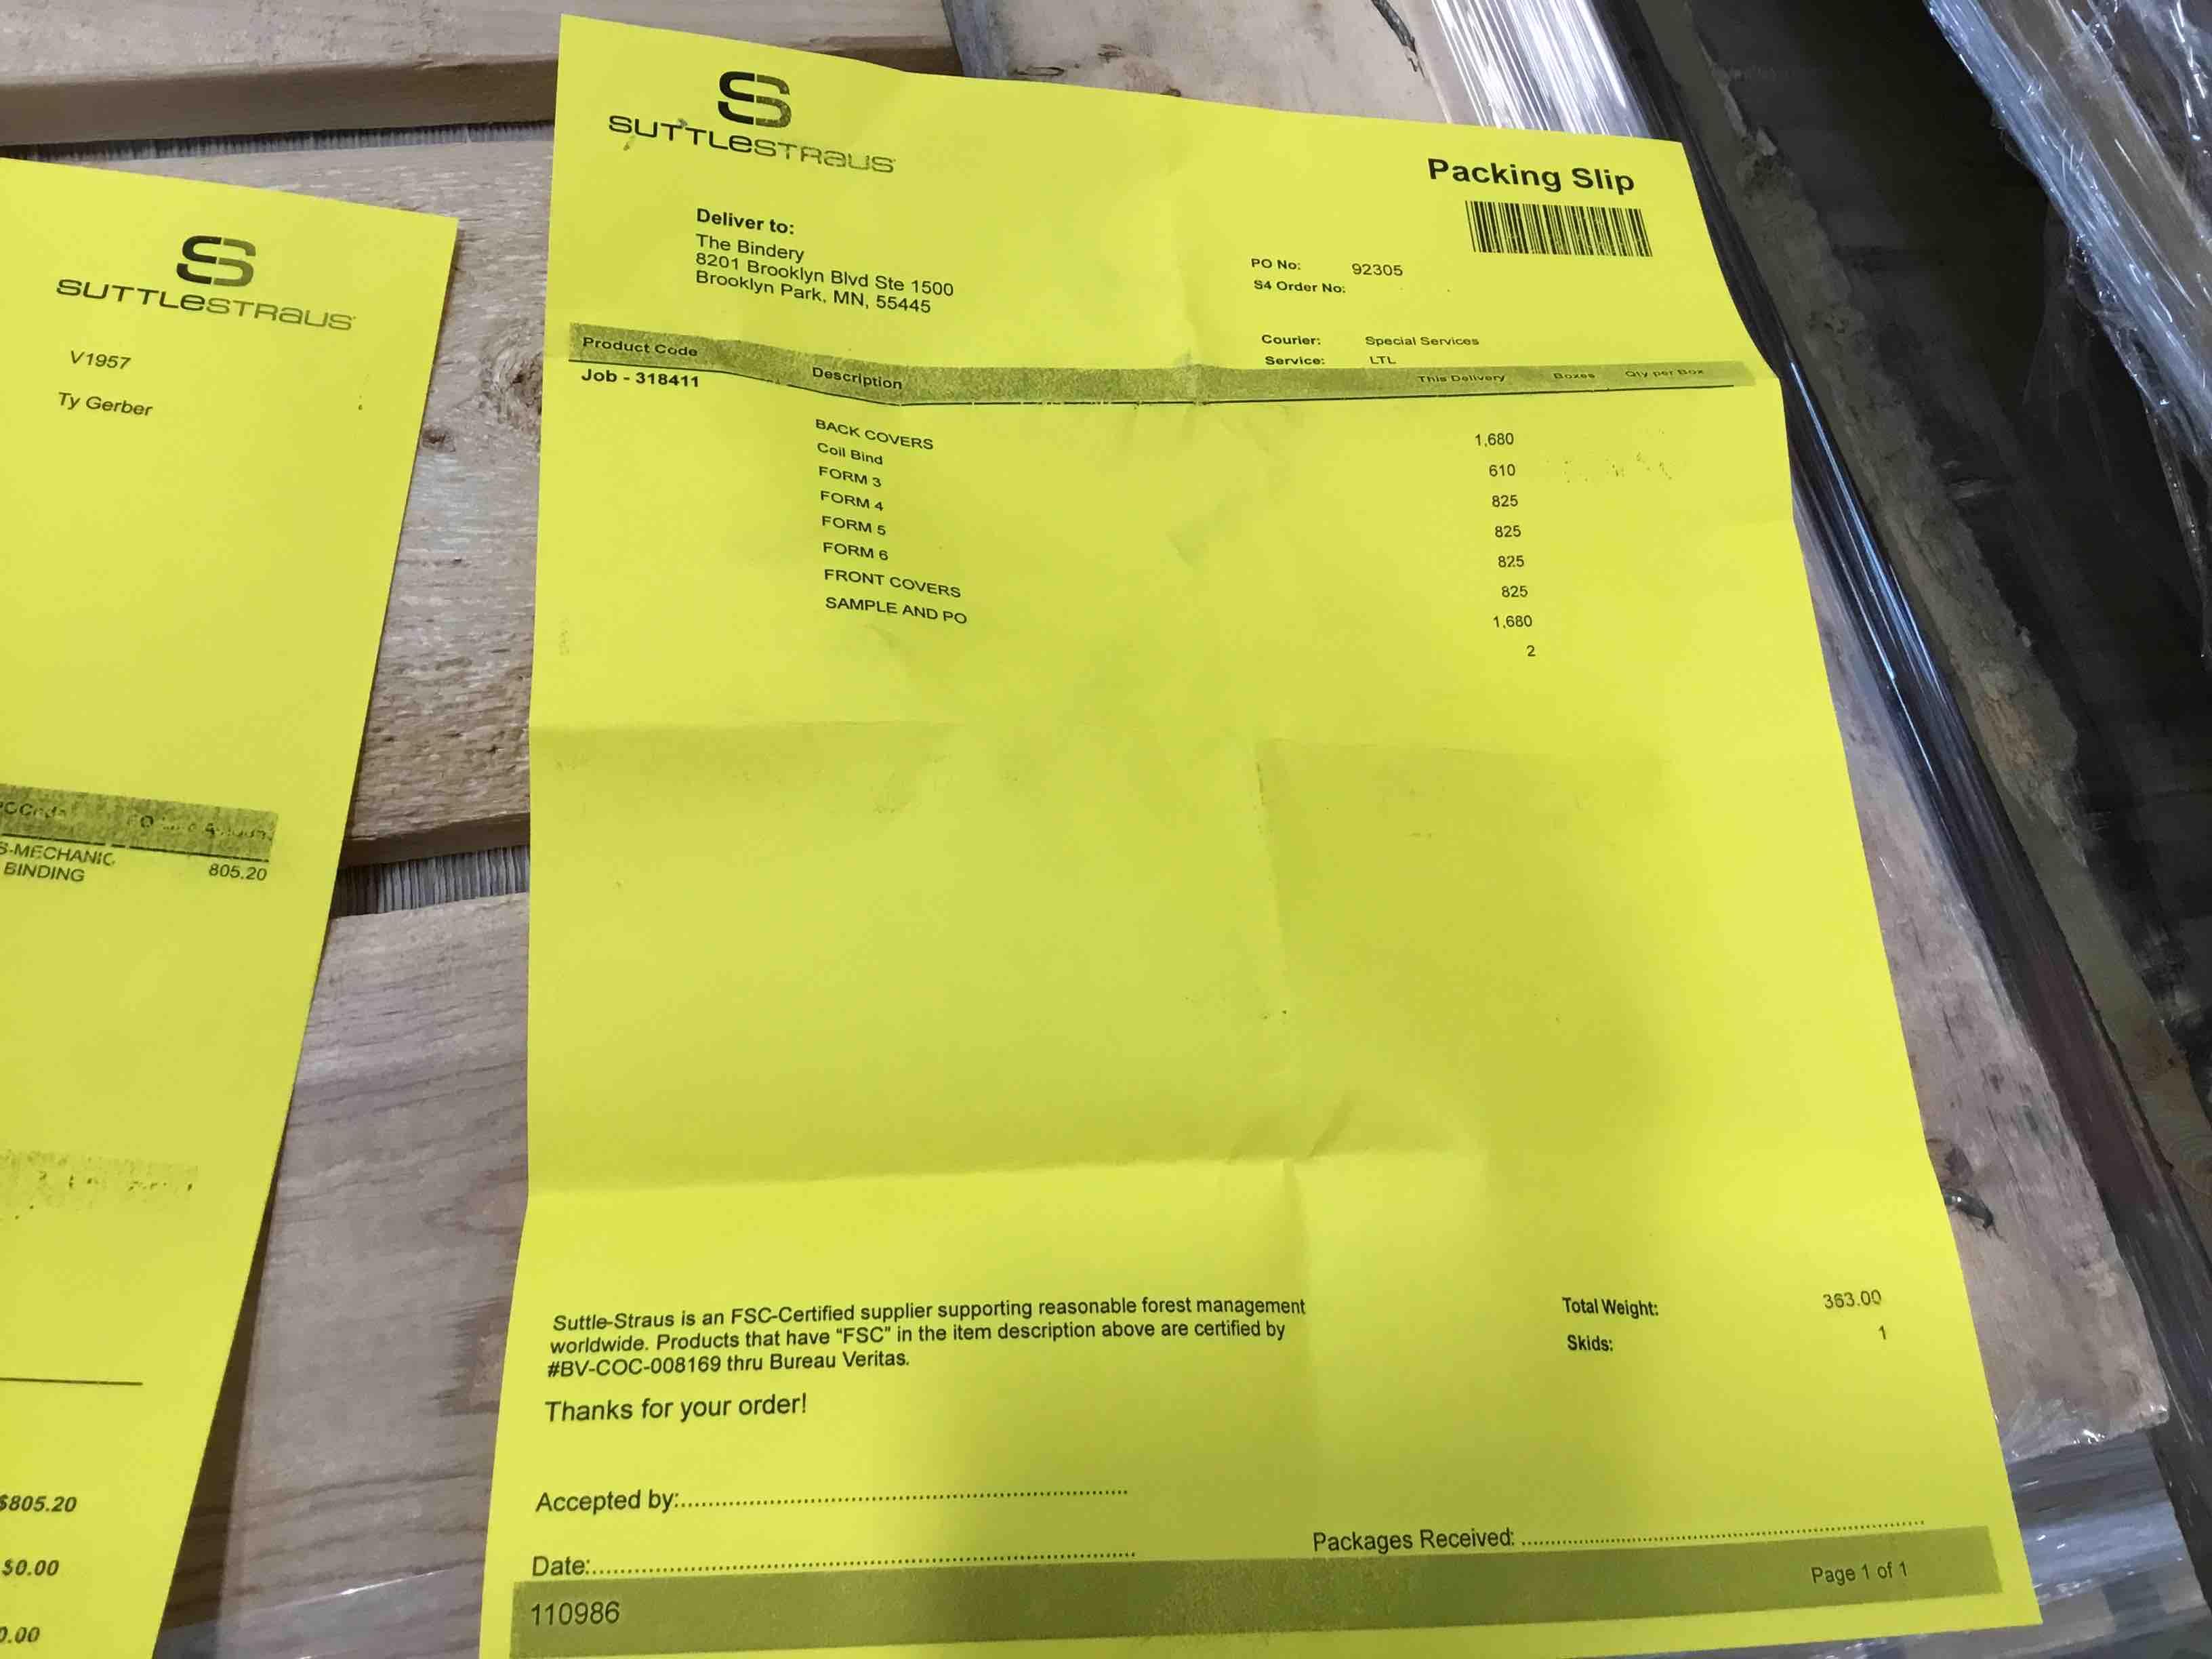 SUTTLESTRAUS
V1957
Ty Gerber
S-MECHANIC
BINDING
805.20
$805.20
$0.00
0.00
SUTTLESTRAUS
Packing Slip
Deliver to:
The Bindery
8201 Brooklyn Blvd Ste 1500
Brooklyn Park, MN, 55445
PO No: 92305
S4 Order No:
Courier: Special Services
Service: LTL
Product Code Description This Delivery Boxes Qty per Box
Job - 318411
BACK COVERS 1,680
Coil Bind 610
FORM 3 825
FORM 4 825
FORM 5 825
FORM 6 825
FRONT COVERS 1,680
SAMPLE AND PO 2
Suttle-Straus is an FSC-Certified supplier supporting reasonable forest management
worldwide. Products that have "FSC" in the item description above are certified by
#BV-COC-008169 thru Bureau Veritas.
Total Weight: 363.00
Skids: 1
Thanks for your order!
Accepted by:
Date:
Packages Received:
110986
Page 1 of 1